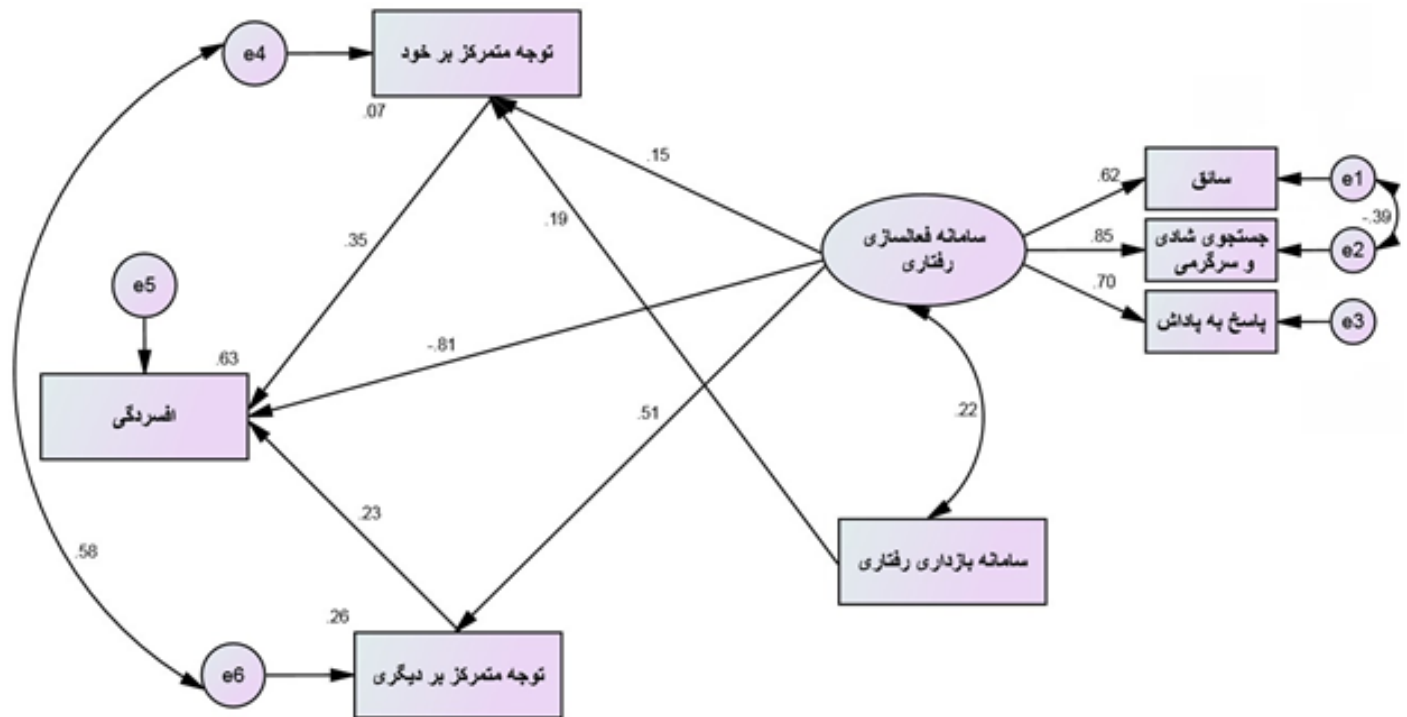 e4
توجه متمرکز بر خود
.07
.15
.62
سائق
e1
-.39
.19
.35
سامانه فعالسازی
رفتاری
.85
جستجوی شادی
و سرگرمی
e2
.70
پاسخ به پاداش
e3
e5
.63
-.81
افسردگی
.51
.22
.23
.58
سامانه بازداری رفتاری
.26
e6
توجه متمرکز بر دیگری